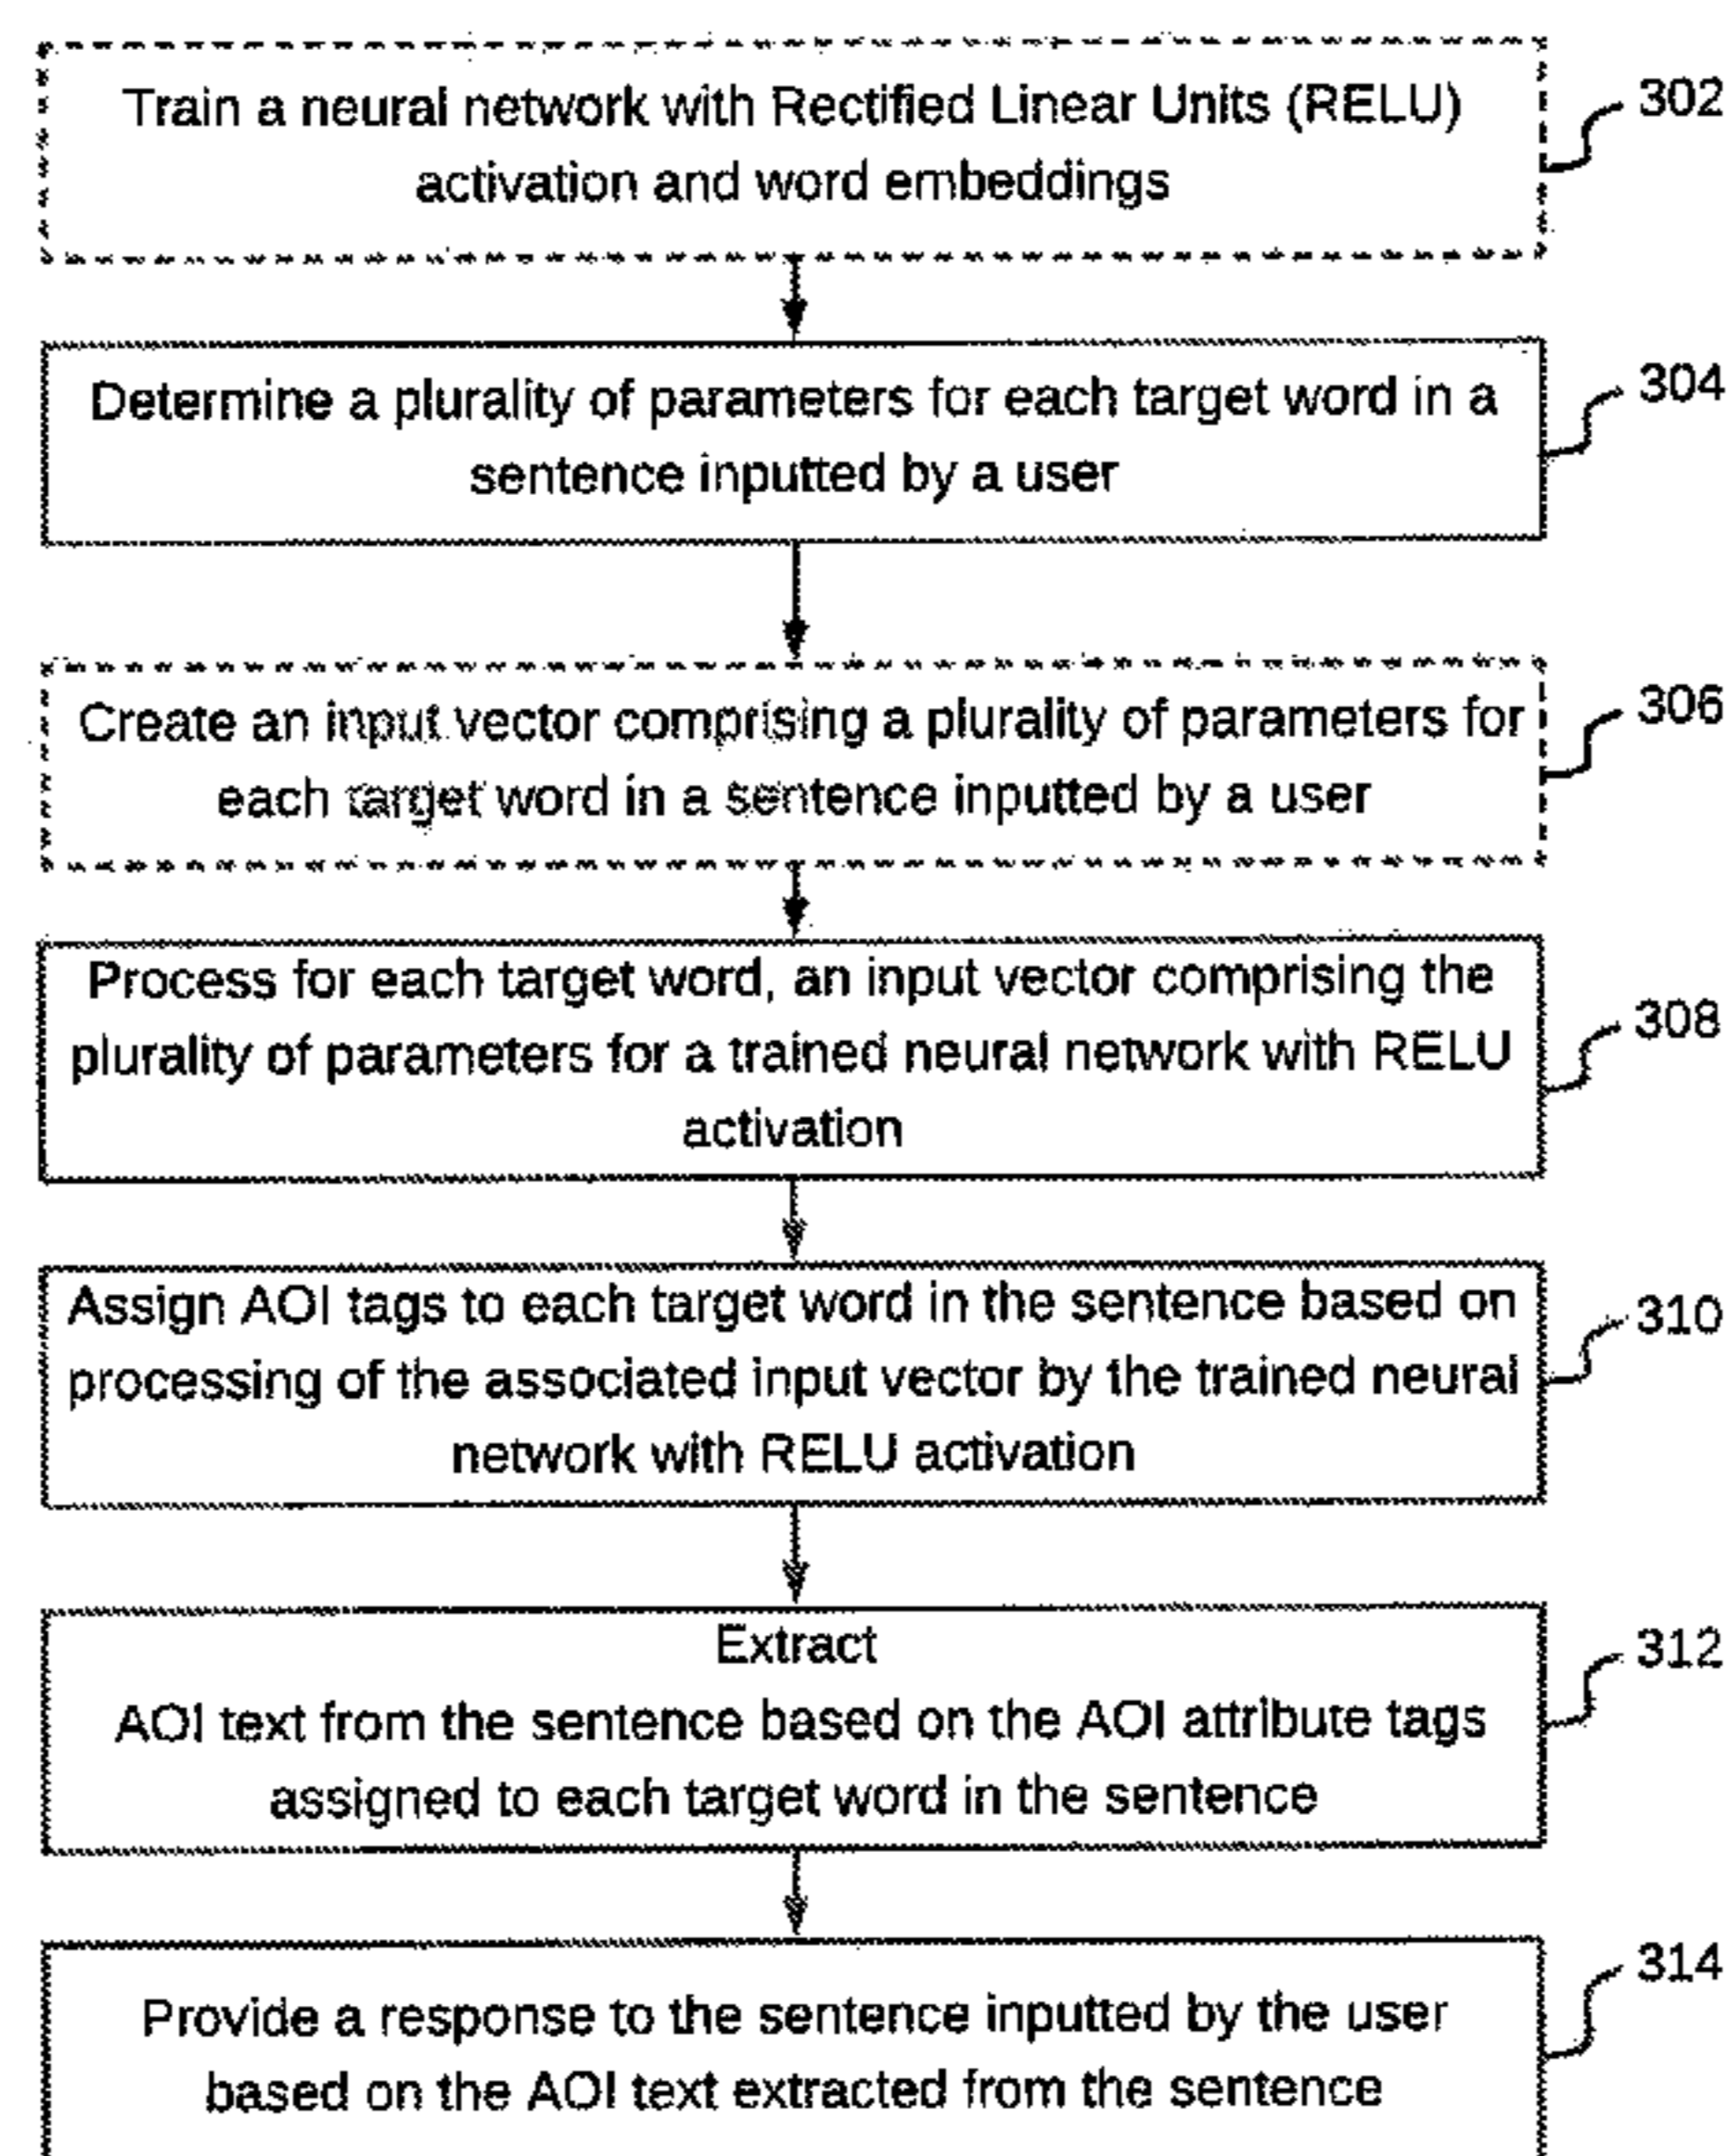 Train a neural network with Rectified Linear Units (RELU)
activation and word embeddings
302
Determine a plurality of parameters for each target word in a
sentence inputted by a user
304
Create an input vector comprising a plurality of parameters for
each target word in a sentence inputted by a user
306
Process for each target word, an input vector comprising the
plurality of parameters for a trained neural network with RELU
activation
308
Assign AOI tags to each target word in the sentence based on
processing of the associated input vector by the trained neural
network with RELU activation
310
Extract
AOI text from the sentence based on the AOI attribute tags
assigned to each target word in the sentence
312
Provide a response to the sentence inputted by the user
based on the AOI text extracted from the sentence
314